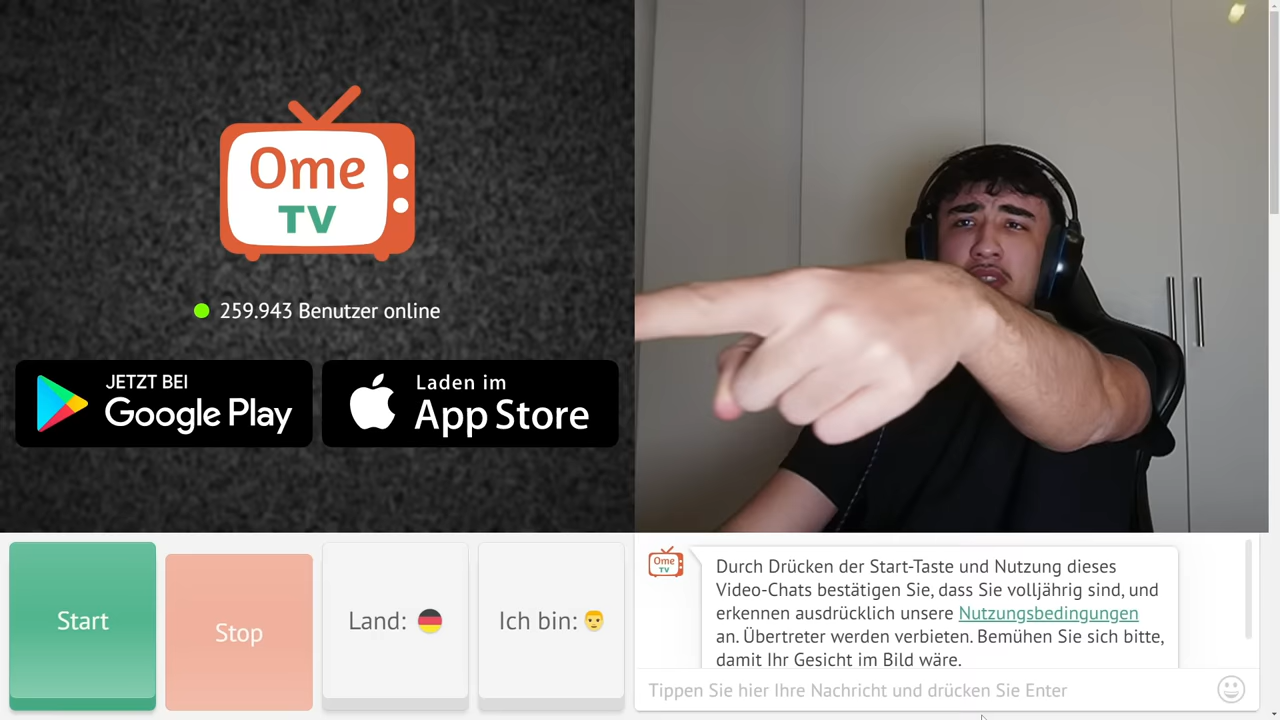 Ome
TV
259.943 Benutzer online
JETZT BEI
Google Play
Laden im
App Store
Start
Stop
Land:
Ich bin:
Ome
TV
Durch Drücken der Start-Taste und Nutzung dieses
Video-Chats bestätigen Sie, dass Sie volljährig sind, und
erkennen ausdrücklich unsere Nutzungsbedingungen
an. Übertreter werden verbieten. Bemühen Sie sich bitte,
damit Ihr Gesicht im Bild wäre.
Tippen Sie hier Ihre Nachricht und drücken Sie Enter